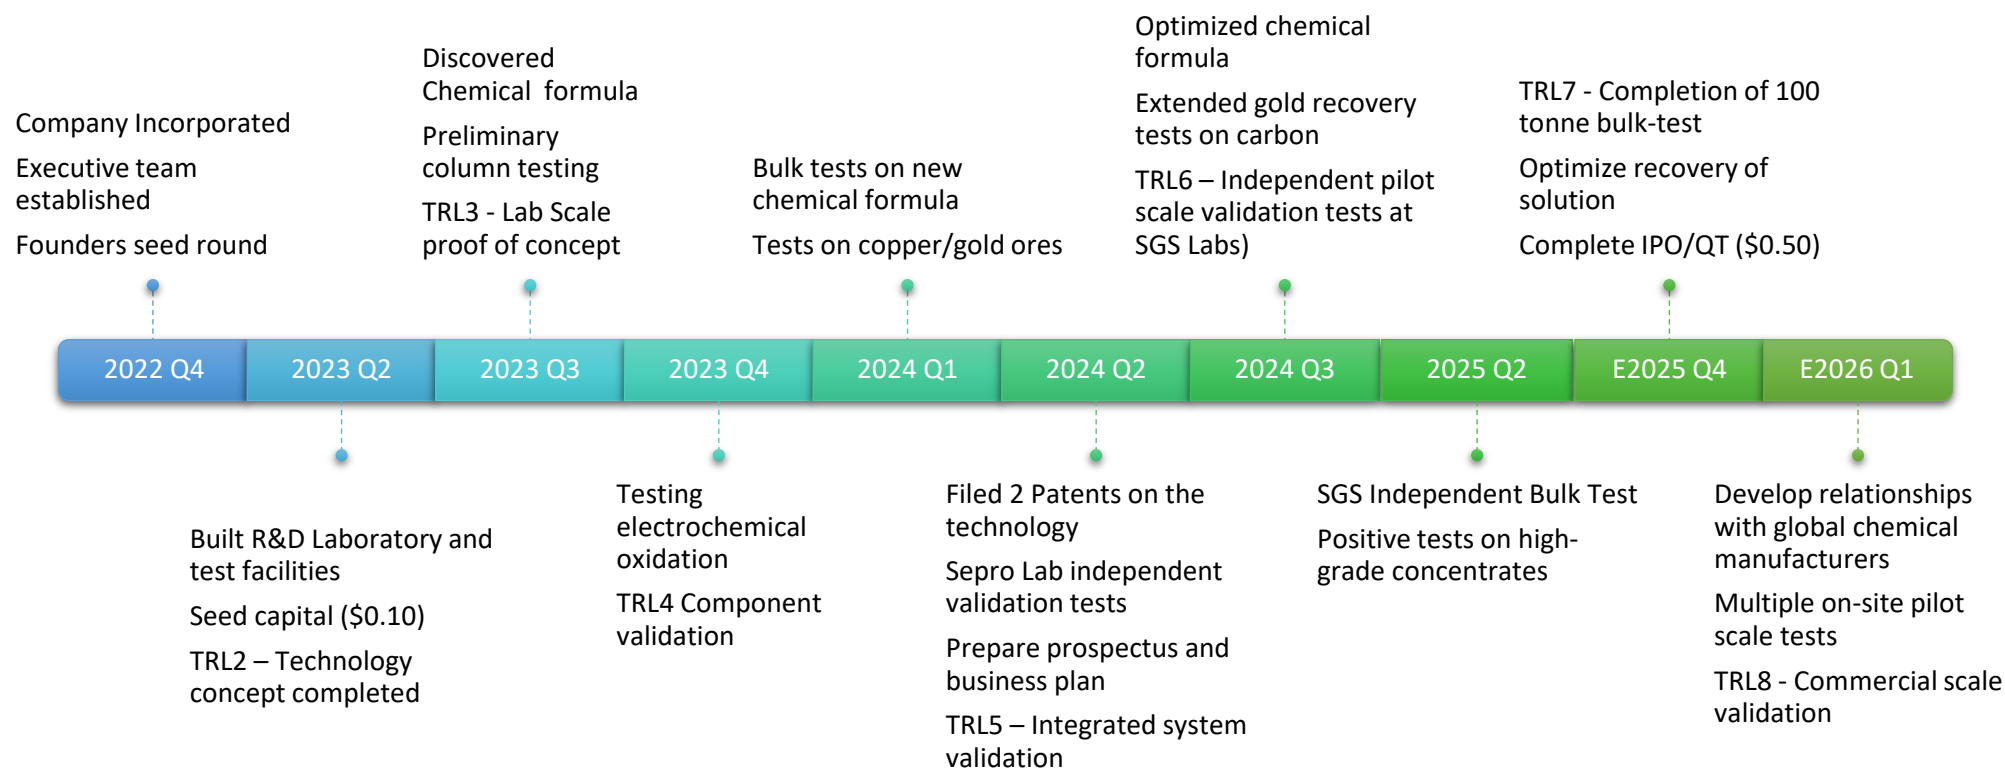 Company Incorporated
Executive team
established
Founders seed round
Discovered
Chemical  formula
Preliminary
column testing
TRL3 - Lab Scale
proof of concept
Bulk tests on new
chemical formula
Tests on copper/gold ores
Optimized chemical
formula
Extended gold recovery
tests on carbon
TRL6 – Independent pilot
scale validation tests at
SGS Labs)
TRL7 - Completion of 100
tonne bulk-test
Optimize recovery of
solution
Complete IPO/QT ($0.50)
2022 Q4
2023 Q2
2023 Q3
2023 Q4
2024 Q1
2024 Q2
2024 Q3
2025 Q2
E2025 Q4
E2026 Q1
Built R&D Laboratory and
test facilities
Seed capital ($0.10)
TRL2 – Technology
concept completed
Testing
electrochemical
oxidation
TRL4 Component
validation
Filed 2 Patents on the
technology
Sepro Lab independent
validation tests
Prepare prospectus and
business plan
TRL5 – Integrated system
validation
SGS Independent Bulk Test
Positive tests on high-
grade concentrates
Develop relationships
with global chemical
manufacturers
Multiple on-site pilot
scale tests
TRL8 - Commercial scale
validation